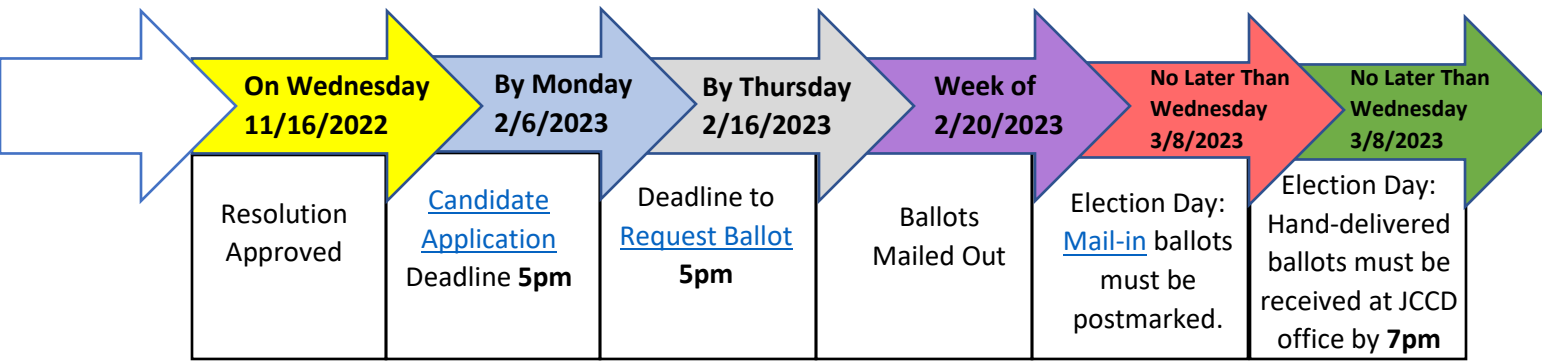 On Wednesday
11/16/2022
By Monday
2/6/2023
By Thursday
2/16/2023
Week of
2/20/2023
No Later Than
Wednesday
3/8/2023
No Later Than
Wednesday
3/8/2023
Resolution
Approved
Candidate
Application
Deadline 5pm
Deadline to
Request Ballot
5pm
Ballots
Mailed Out
Election Day:
Mail-in ballots
must be
postmarked.
Election Day:
Hand-delivered
ballots must be
received at JCCD
office by 7pm